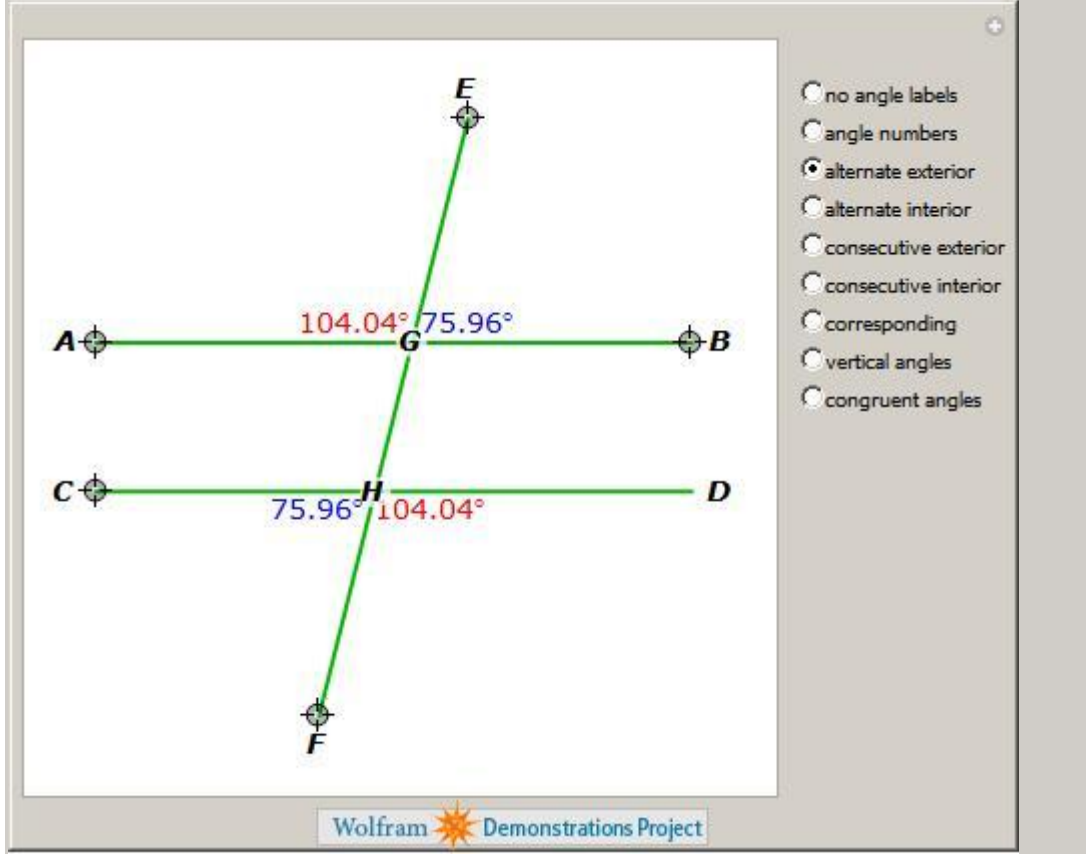 E
no angle labels
angle numbers
alternate exterior
alternate interior
consecutive exterior
consecutive interior
corresponding
vertical angles
congruent angles
104.04° 75.96°
A G B
C H D
75.96° 104.04°
F
Wolfram Demonstrations Project